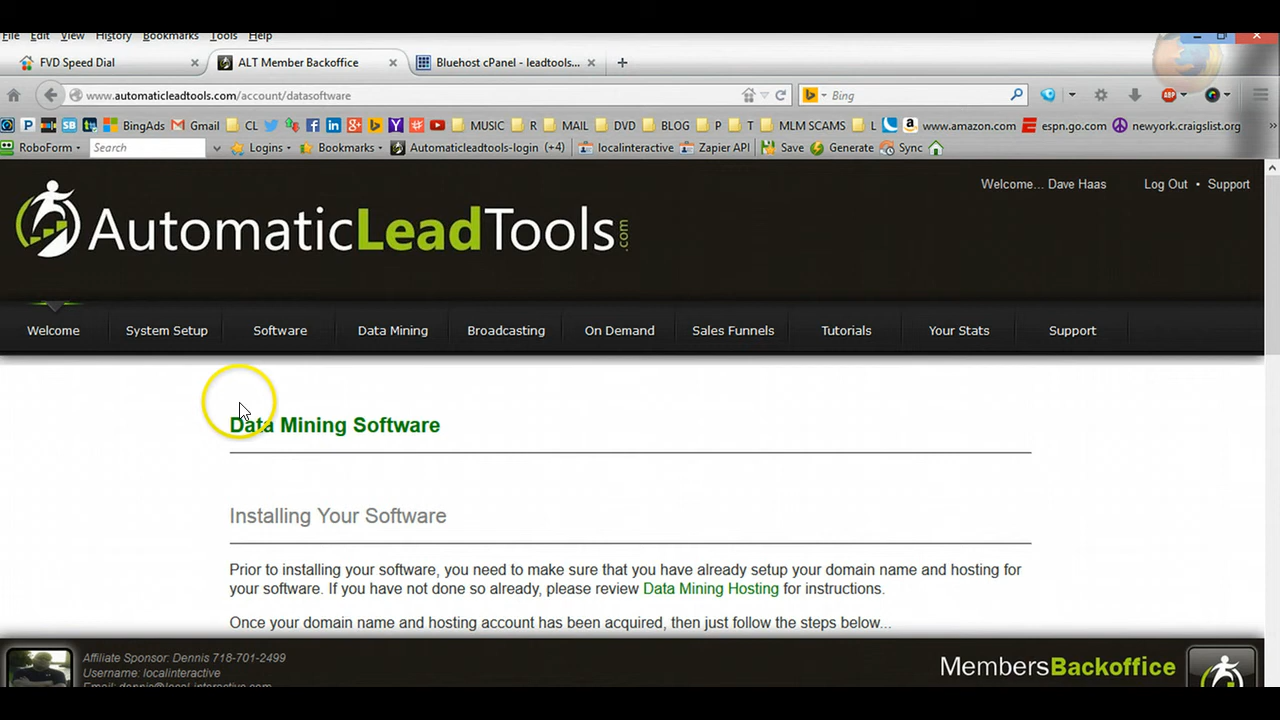 File Edit View History Bookmarks Tools Help
FVD Speed Dial × ALT Member Backoffice × Bluehost cPanel - leadtools... × +
www.automaticleadtools.com/account/datasoftware Bing
BingAds Gmail CL MUSIC R MAIL DVD BLOG P T MLM SCAMS L www.amazon.com espn.go.com newyork.craigslist.org »
RoboForm Search Logins Bookmarks Automaticleadtools-login (+4) localinteractive Zapier API Save Generate Sync
Welcome... Dave Haas Log Out • Support
AutomaticLeadTools.com
Welcome System Setup Software Data Mining Broadcasting On Demand Sales Funnels Tutorials Your Stats Support
Data Mining Software
Installing Your Software
Prior to installing your software, you need to make sure that you have already setup your domain name and hosting for
your software. If you have not done so already, please review Data Mining Hosting for instructions.
Once your domain name and hosting account has been acquired, then just follow the steps below...
Affiliate Sponsor: Dennis 718-701-2499
Username: localinteractive
Email: dennis@local-interactive.com
MembersBackoffice